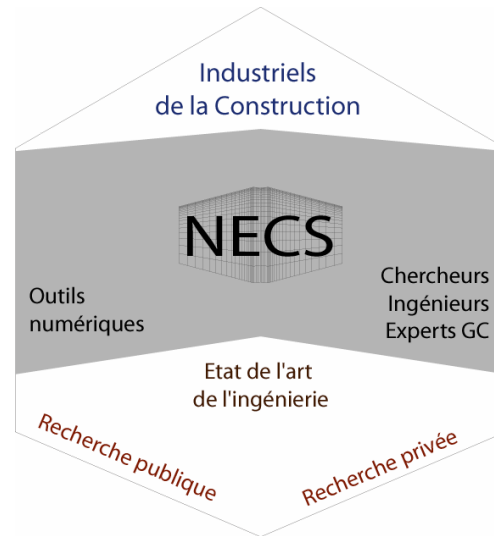 Industriels
de la Construction
NECS
Outils
numériques
Chercheurs
Ingénieurs
Experts GC
Etat de l'art
de l'ingénierie
Recherche publique
Recherche privée